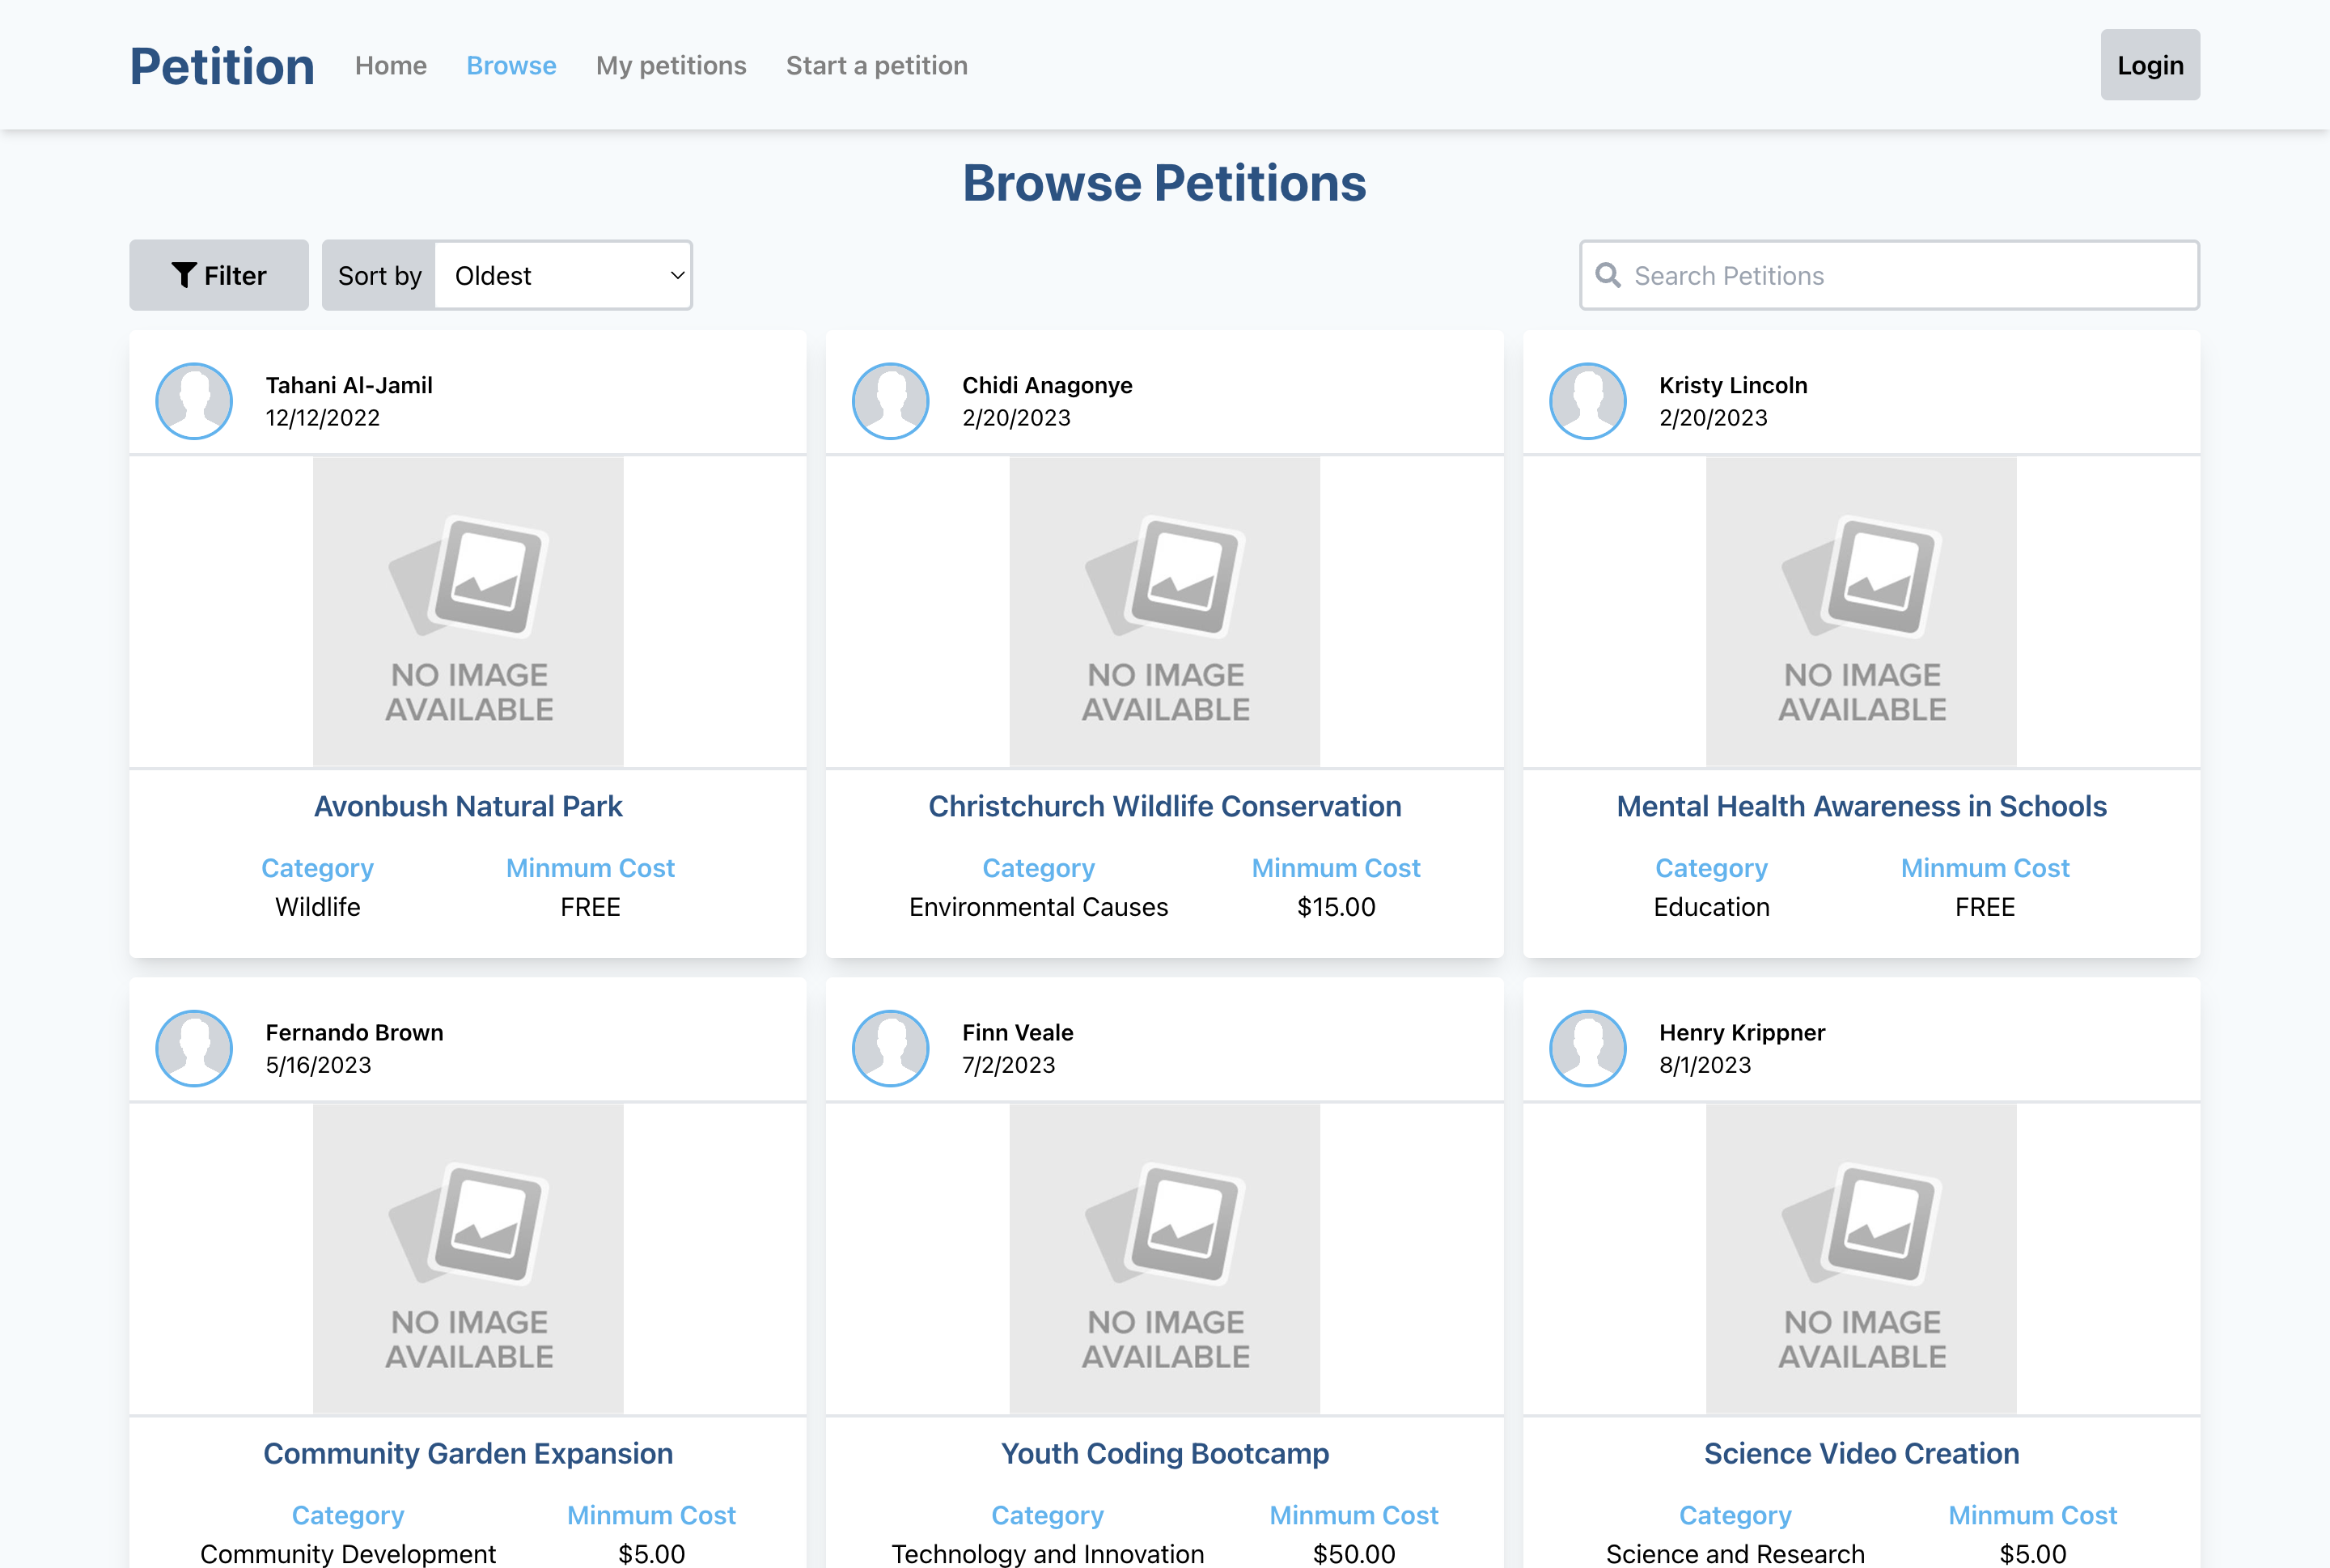 Petition Home Browse My petitions Start a petition Login
Browse Petitions
Filter Sort by Oldest Search Petitions
Tahani Al-Jamil
12/12/2022
NO IMAGE
AVAILABLE
Avonbush Natural Park
Category Minmum Cost
Wildlife FREE
Chidi Anagonye
2/20/2023
NO IMAGE
AVAILABLE
Christchurch Wildlife Conservation
Category Minmum Cost
Environmental Causes $15.00
Kristy Lincoln
2/20/2023
NO IMAGE
AVAILABLE
Mental Health Awareness in Schools
Category Minmum Cost
Education FREE
Fernando Brown
5/16/2023
NO IMAGE
AVAILABLE
Community Garden Expansion
Category Minmum Cost
Community Development $5.00
Finn Veale
7/2/2023
NO IMAGE
AVAILABLE
Youth Coding Bootcamp
Category Minmum Cost
Technology and Innovation $50.00
Henry Krippner
8/1/2023
NO IMAGE
AVAILABLE
Science Video Creation
Category Minmum Cost
Science and Research $5.00